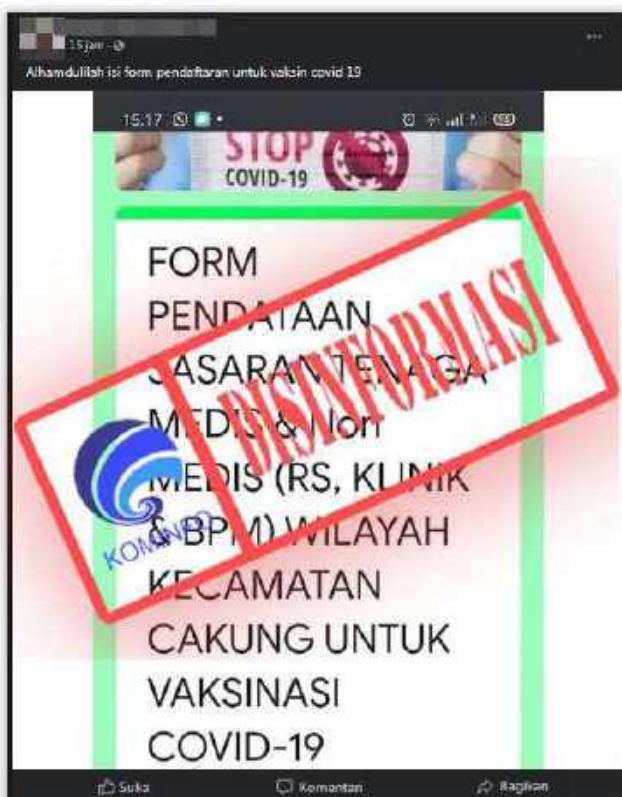 15 jam
Alhamdulilah isi form pendaftaran untuk vaksin covid 19
15.17
STOP
COVID-19
FORM
PENDATAAN
SASARAN TENAGA
MEDIS & Non
MEDIS (RS, KLINIK
& BPM) WILAYAH
KECAMATAN
CAKUNG UNTUK
VAKSINASI
COVID-19
DISINFORMASI
KOMINFO
Suka
Komentari
Bagikan